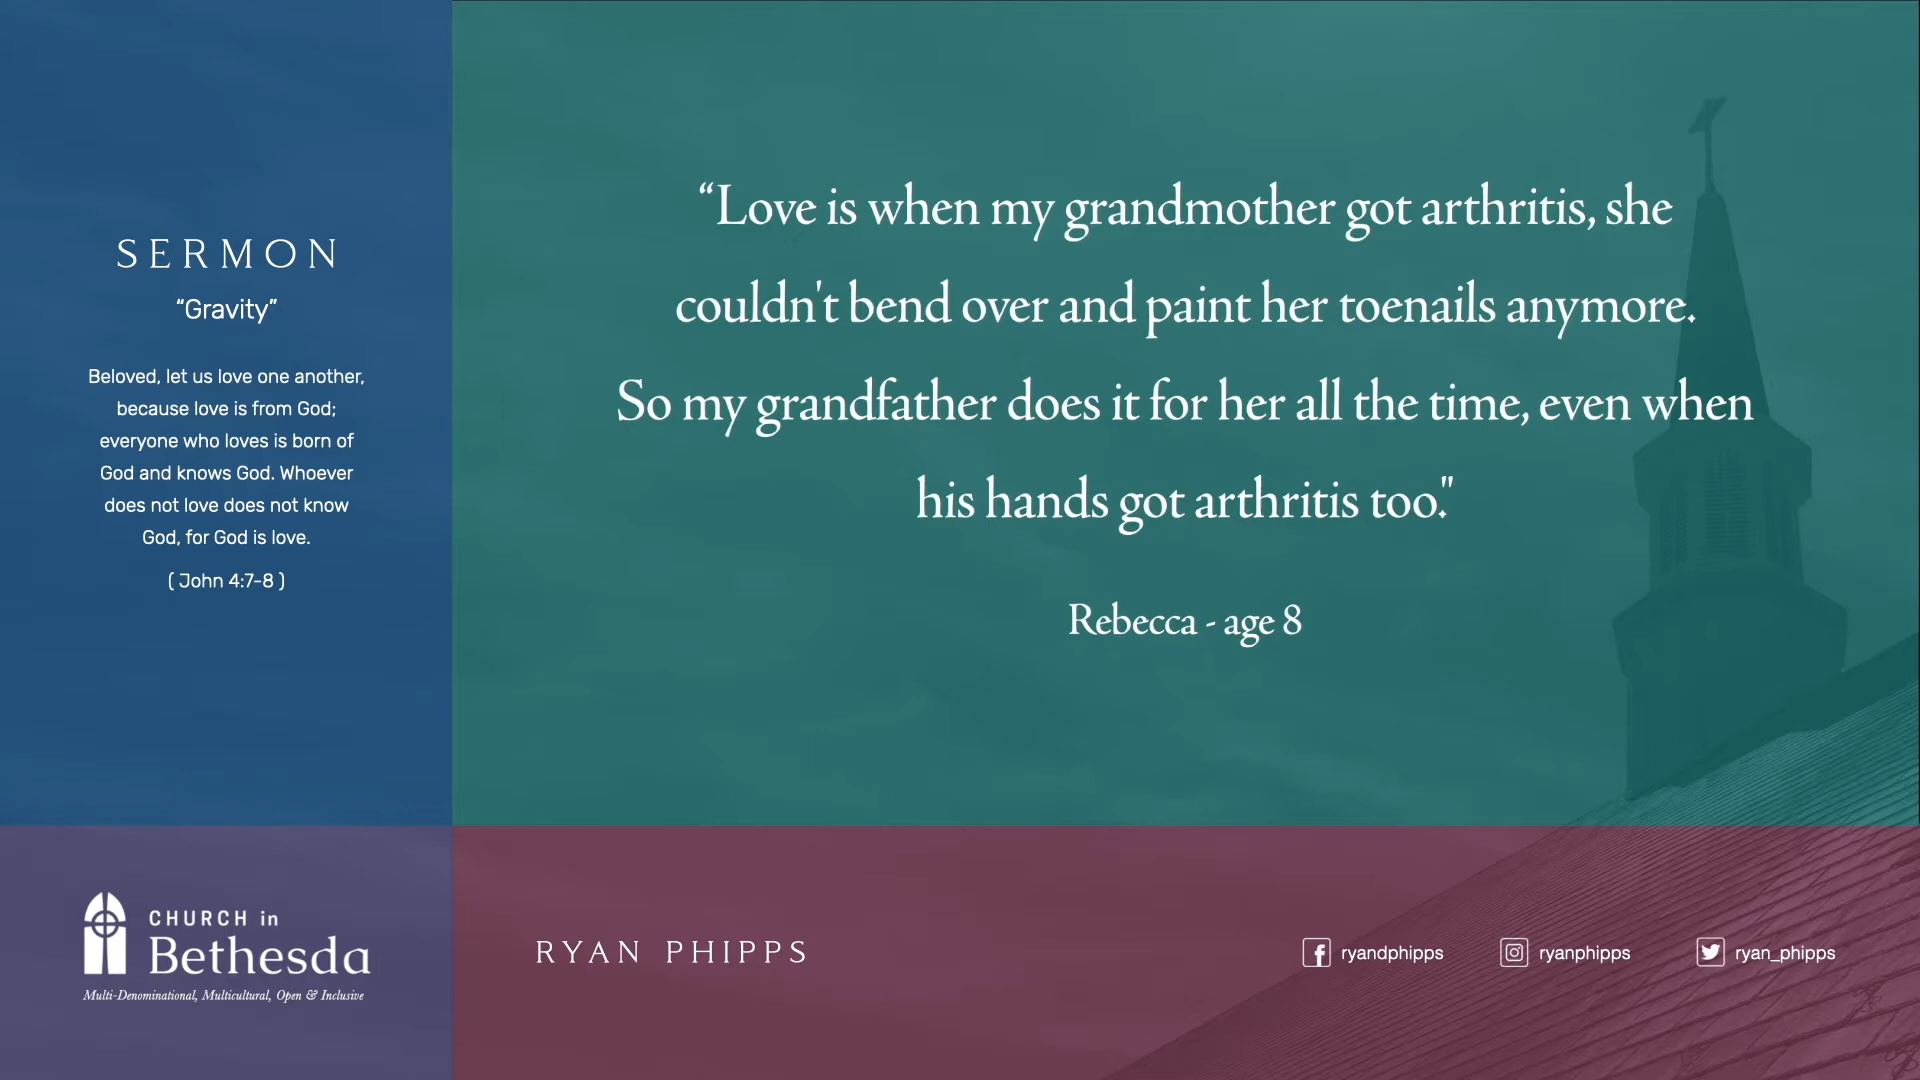 SERMON
“Gravity”
Beloved, let us love one another,
because love is from God;
everyone who loves is born of
God and knows God. Whoever
does not love does not know
God, for God is love.
( John 4:7-8 )
“Love is when my grandmother got arthritis, she
couldn't bend over and paint her toenails anymore.
So my grandfather does it for her all the time, even when
his hands got arthritis too."
Rebecca - age 8
CHURCH in
Bethesda
Multi-Denominational, Multicultural, Open & Inclusive
RYAN PHIPPS
ryandphipps
ryanphipps
ryan_phipps